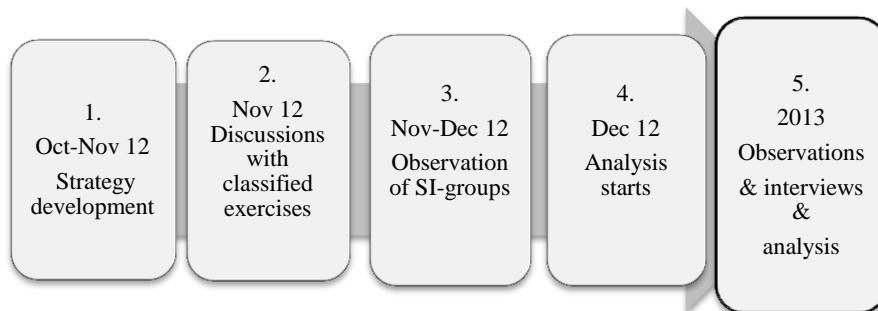 1.
Oct-Nov 12
Strategy
development
2.
Nov 12
Discussions
with
classified
exercises
3.
Nov-Dec 12
Observation
of SI-groups
4.
Dec 12
Analysis
starts
5.
2013
Observations
& interviews
&
analysis